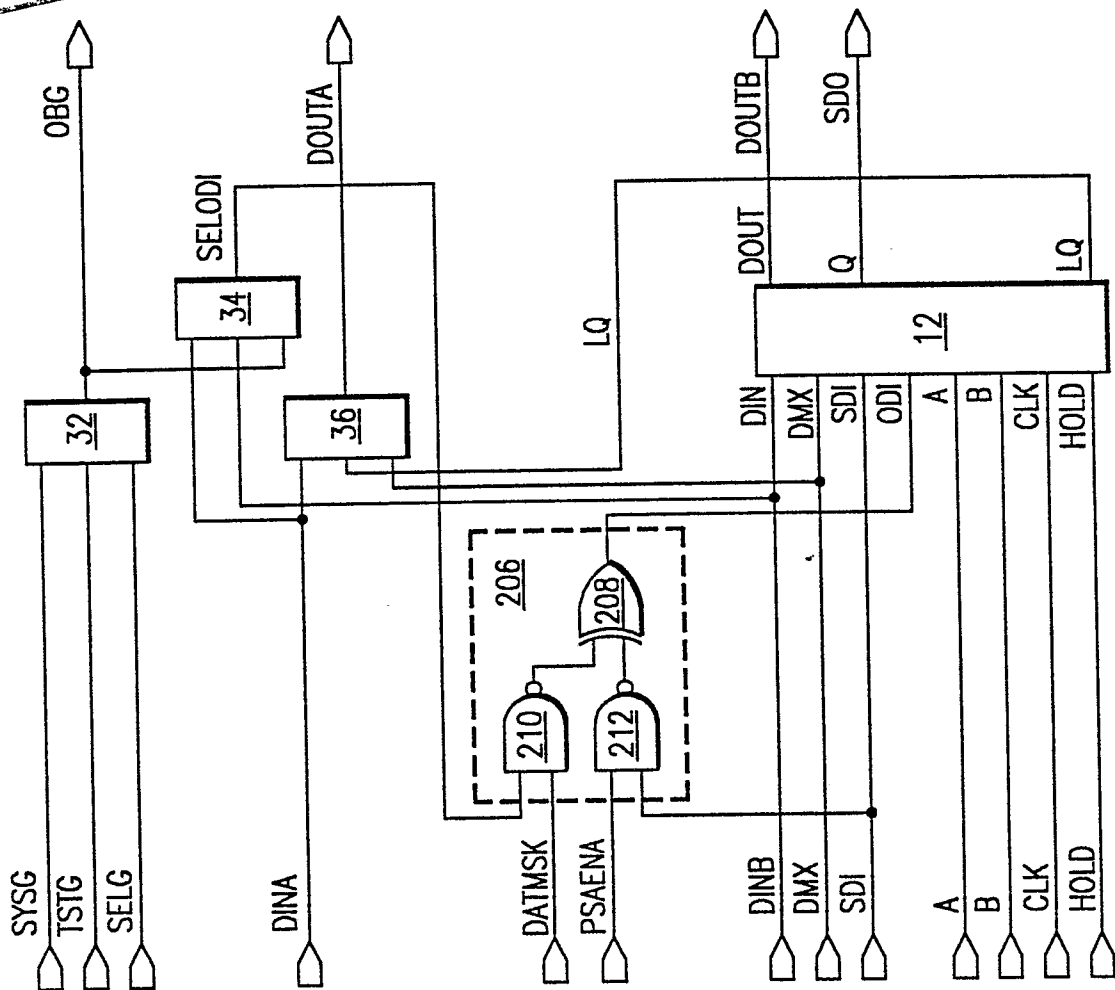 OBG
DOUTA
DOUTB
SDO
SELODI
34
32
36
LQ
DOUT
Q
LQ
12
DIN
DMX
SDI
ODI
A
B
CLK
HOLD
206
208
210
212
SYSG
TSTG
SELG
DINA
DATMSK
PSAENA
DINB
DMX
SDI
A
B
CLK
HOLD